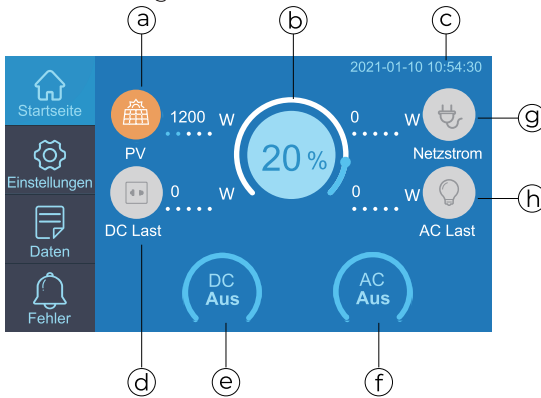 a
b
c
2021-01-10 10:54:30
Startseite
1200 W
0 W
g
PV
20 %
Netzstrom
Einstellungen
0 W
0 W
h
DC Last
AC Last
Daten
DC
Aus
AC
Aus
Fehler
d
e
f